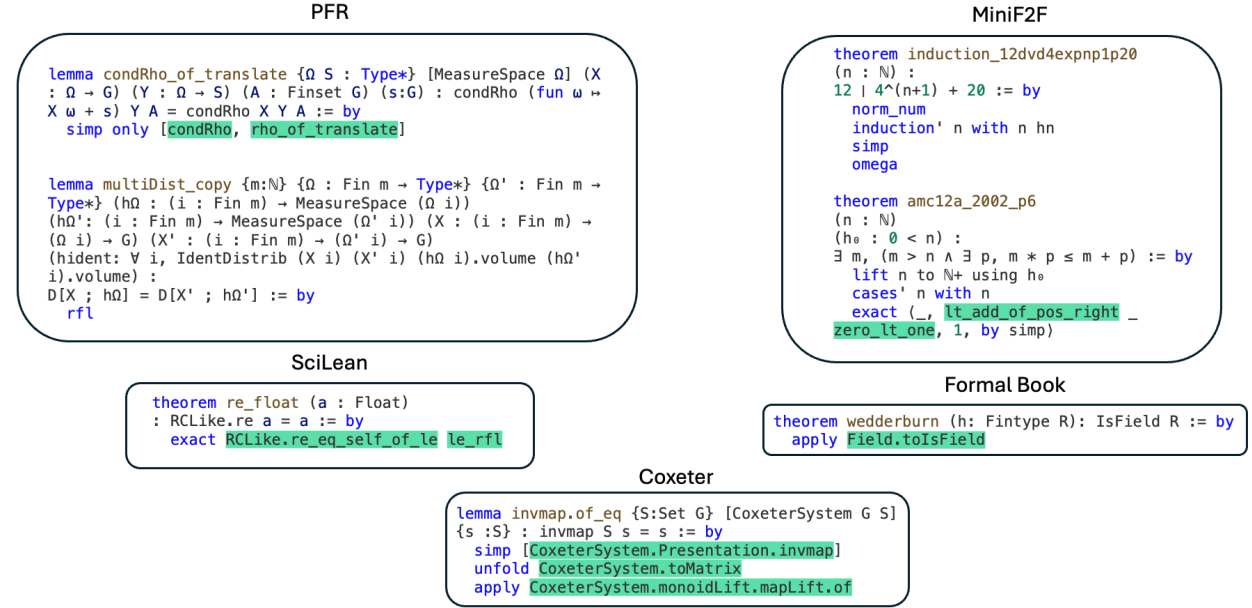 PFR
lemma condRho_of_translate {Ω S : Type*} [MeasureSpace Ω] (X
: Ω → G) (Y : Ω → S) (A : Finset G) (s:G) : condRho (fun ω ↦
X ω + s) Y A = condRho X Y A := by
simp only [condRho, rho_of_translate]
lemma multiDist_copy {m:ℕ} {Ω : Fin m → Type*} {Ω' : Fin m →
Type*} (hΩ : (i : Fin m) → MeasureSpace (Ω i))
(hΩ': (i : Fin m) → MeasureSpace (Ω' i)) (X : (i : Fin m) →
(Ω i) → G) (X' : (i : Fin m) → (Ω' i) → G)
(hident: ∀ i, IdentDistrib (X i) (X' i) (hΩ i).volume (hΩ'
i).volume) :
D[X ; hΩ] = D[X' ; hΩ'] := by
rfl
MiniF2F
theorem induction_12dvd4expnp1p20
(n : ℕ) :
12 ∣ 4^(n+1) + 20 := by
norm_num
induction' n with n hn
simp
omega
theorem amc12a_2002_p6
(n : ℕ)
(h₀ : 0 < n) :
∃ m, (m > n ∧ ∃ p, m * p ≤ m + p) := by
lift n to ℕ+ using h₀
cases' n with n
exact ⟨_, lt_add_of_pos_right _
zero_lt_one, 1, by simp⟩
SciLean
theorem re_float (a : Float)
: RCLike.re a = a := by
exact RCLike.re_eq_self_of_le le_rfl
Formal Book
theorem wedderburn (h: Fintype R): IsField R := by
apply Field.toIsField
Coxeter
lemma invmap.of_eq {S:Set G} [CoxeterSystem G S]
{s :S} : invmap S s = s := by
simp [CoxeterSystem.Presentation.invmap]
unfold CoxeterSystem.toMatrix
apply CoxeterSystem.monoidLift.mapLift.of